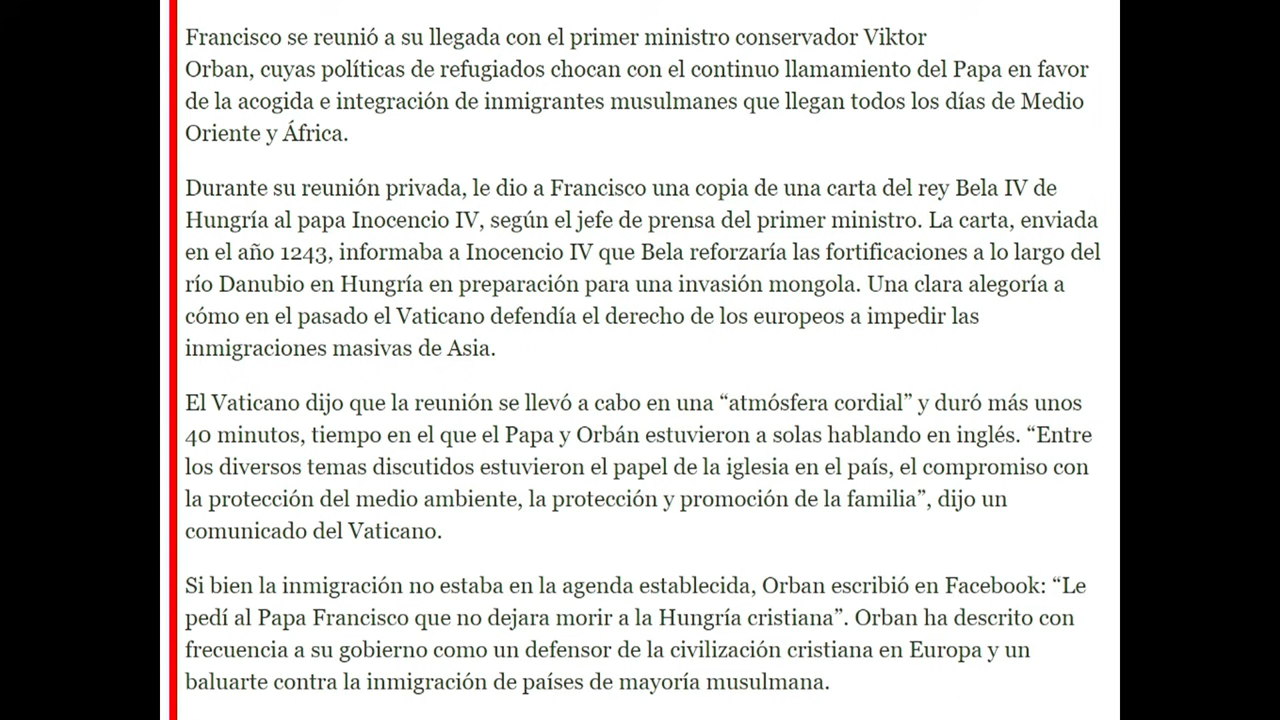 Francisco se reunió a su llegada con el primer ministro conservador Viktor
Orban, cuyas políticas de refugiados chocan con el continuo llamamiento del Papa en favor
de la acogida e integración de inmigrantes musulmanes que llegan todos los días de Medio
Oriente y África.
Durante su reunión privada, le dio a Francisco una copia de una carta del rey Bela IV de
Hungría al papa Inocencio IV, según el jefe de prensa del primer ministro. La carta, enviada
en el año 1243, informaba a Inocencio IV que Bela reforzaría las fortificaciones a lo largo del
río Danubio en Hungría en preparación para una invasión mongola. Una clara alegoría a
cómo en el pasado el Vaticano defendía el derecho de los europeos a impedir las
inmigraciones masivas de Asia.
El Vaticano dijo que la reunión se llevó a cabo en una “atmósfera cordial” y duró más unos
40 minutos, tiempo en el que el Papa y Orbán estuvieron a solas hablando en inglés. “Entre
los diversos temas discutidos estuvieron el papel de la iglesia en el país, el compromiso con
la protección del medio ambiente, la protección y promoción de la familia”, dijo un
comunicado del Vaticano.
Si bien la inmigración no estaba en la agenda establecida, Orban escribió en Facebook: “Le
pedí al Papa Francisco que no dejara morir a la Hungría cristiana”. Orban ha descrito con
frecuencia a su gobierno como un defensor de la civilización cristiana en Europa y un
baluarte contra la inmigración de países de mayoría musulmana.